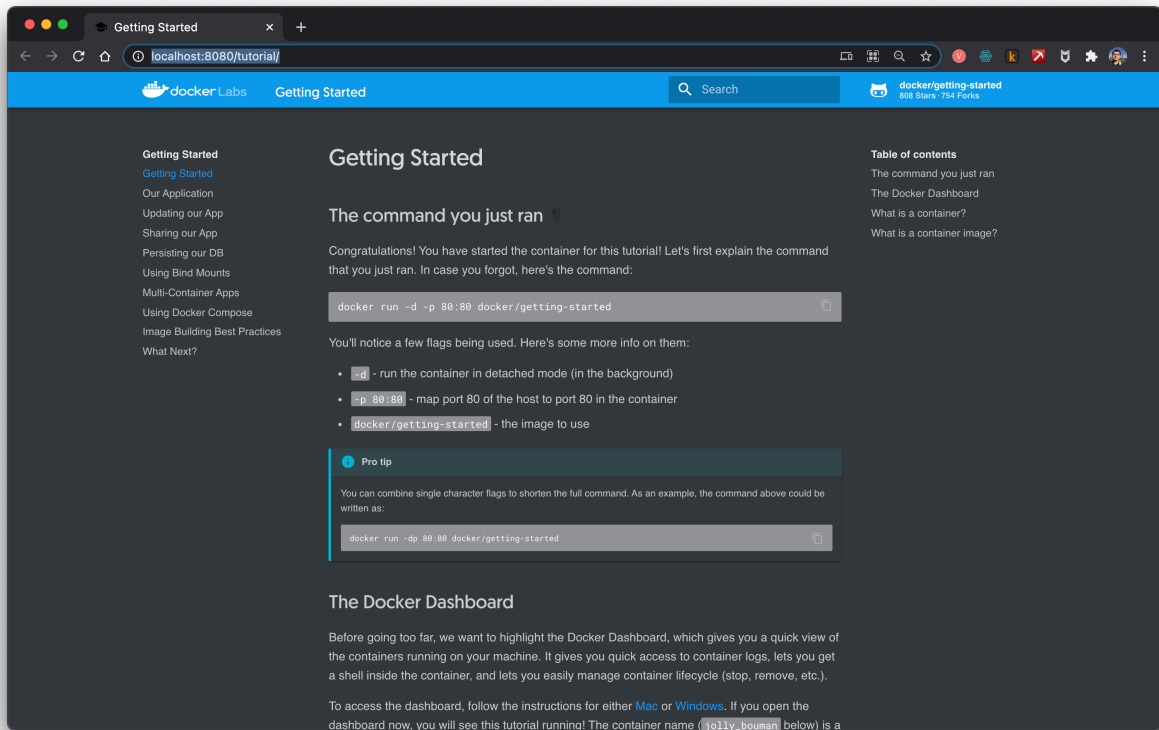 Getting Started
localhost:8080/tutorial/
docker Labs
Getting Started
Search
docker/getting-started
808 Stars · 754 Forks
Getting Started
Getting Started
Our Application
Updating our App
Sharing our App
Persisting our DB
Using Bind Mounts
Multi-Container Apps
Using Docker Compose
Image Building Best Practices
What Next?
Getting Started
The command you just ran ¶
Congratulations! You have started the container for this tutorial! Let's first explain the command
that you just ran. In case you forgot, here's the command:
docker run -d -p 80:80 docker/getting-started
You'll notice a few flags being used. Here's some more info on them:
• -d - run the container in detached mode (in the background)
• -p 80:80 - map port 80 of the host to port 80 in the container
• docker/getting-started - the image to use
Pro tip
You can combine single character flags to shorten the full command. As an example, the command above could be
written as:
docker run -dp 80:80 docker/getting-started
The Docker Dashboard
Before going too far, we want to highlight the Docker Dashboard, which gives you a quick view of
the containers running on your machine. It gives you quick access to container logs, lets you get
a shell inside the container, and lets you easily manage container lifecycle (stop, remove, etc.).
To access the dashboard, follow the instructions for either Mac or Windows. If you open the
dashboard now, you will see this tutorial running! The container name (jolly_bouman below) is a
Table of contents
The command you just ran
The Docker Dashboard
What is a container?
What is a container image?